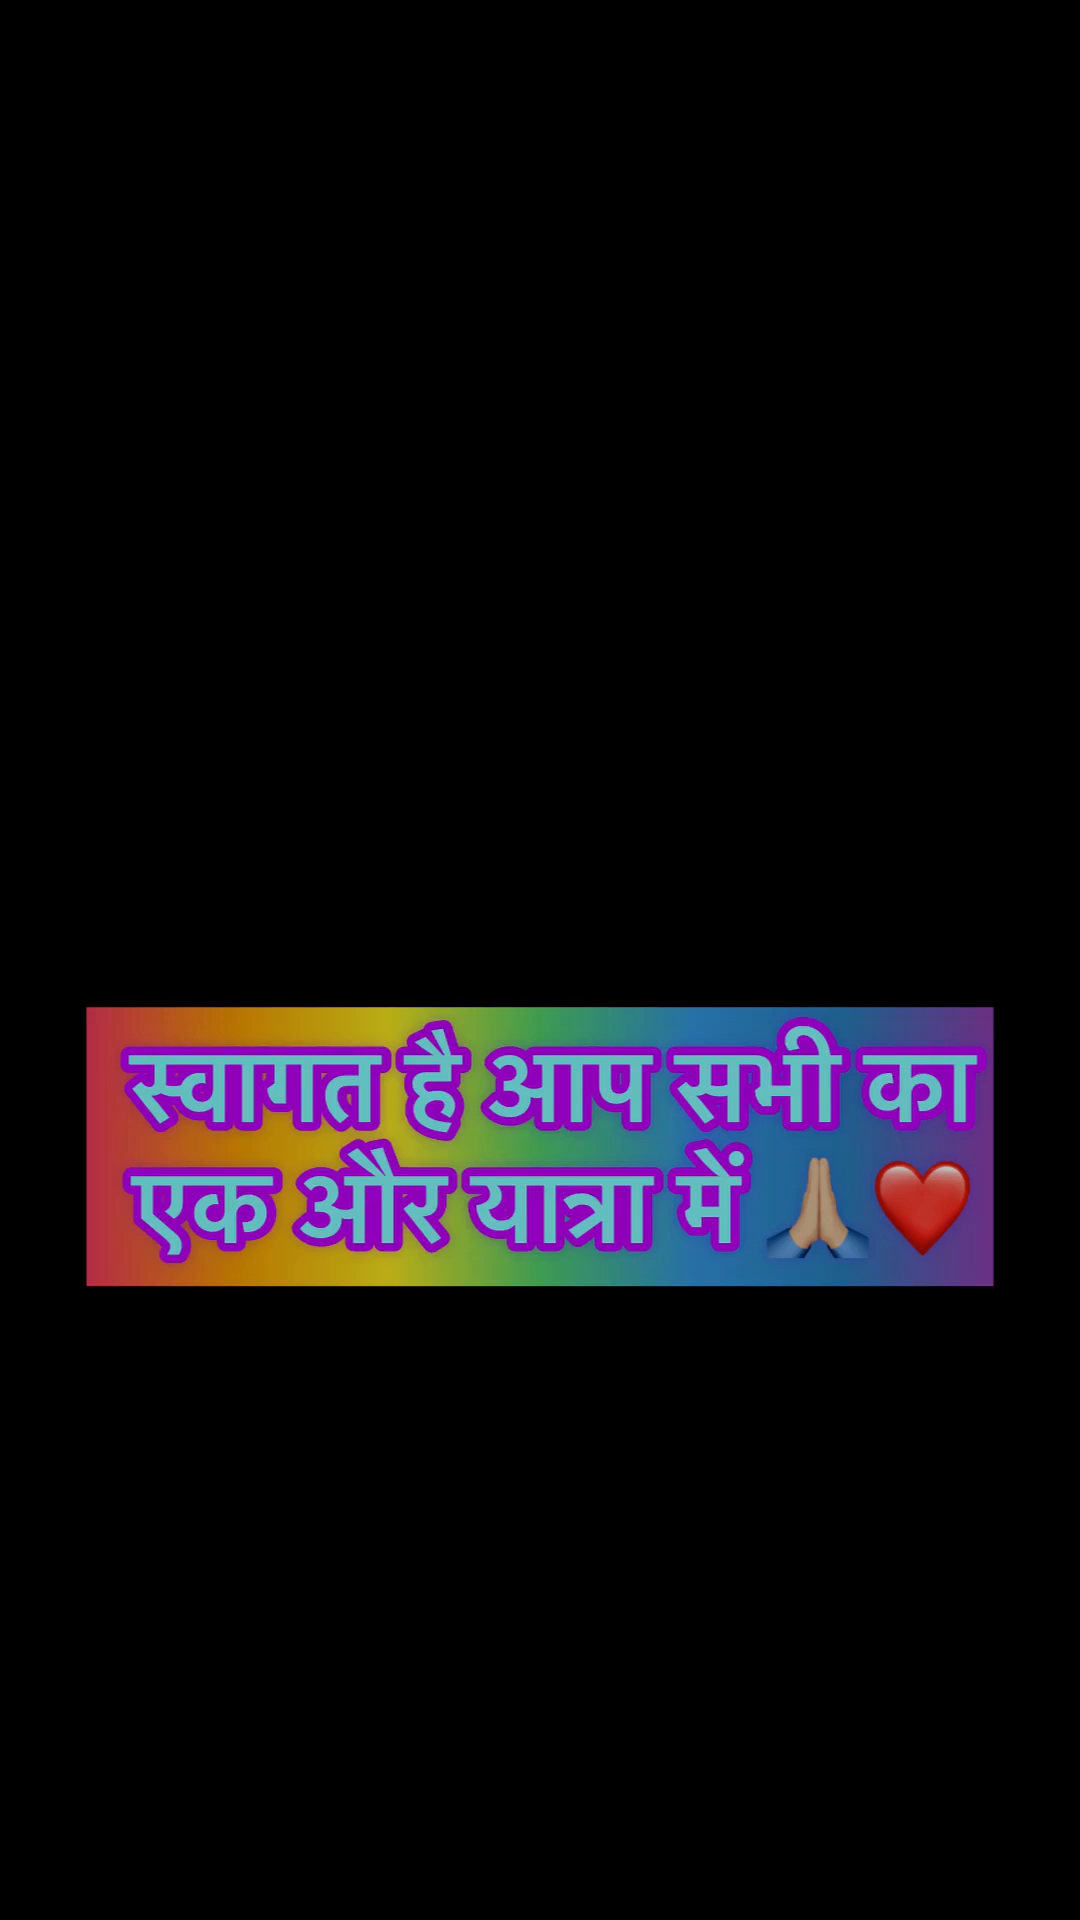 स्वागत है आप सभी का
एक और यात्रा में 🙏🏼❤️